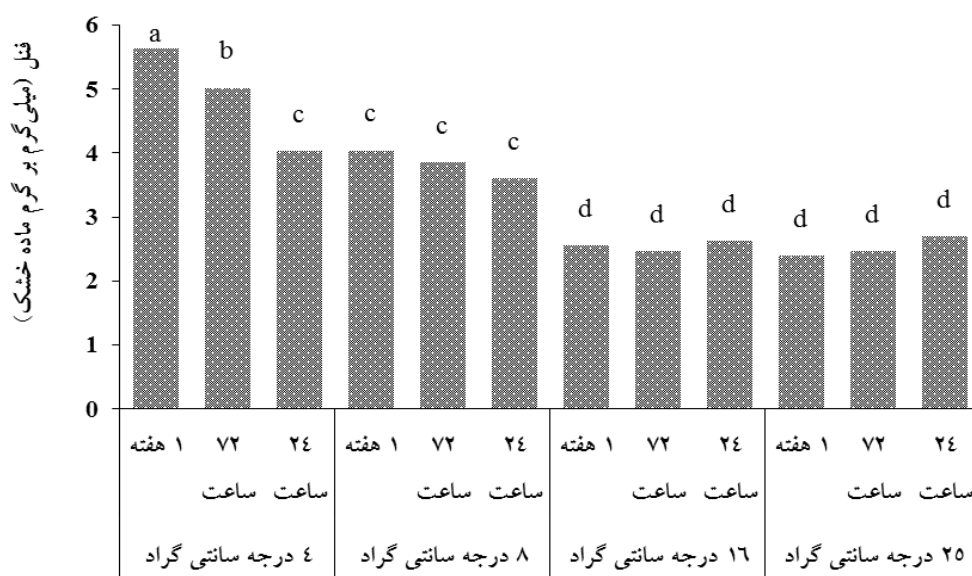 فنل (میلی‌گرم بر گرم ماده خشک)
6
5
4
3
2
1
0
a
b
c
c
c
c
d
d
d
d
d
d
۱ هفته
۷۲ ساعت
۲٤ ساعت
۱ هفته
۷۲ ساعت
۲٤ ساعت
۱ هفته
۷۲ ساعت
۲٤ ساعت
۱ هفته
۷۲ ساعت
۲٤ ساعت
٤ درجه سانتی گراد
۸ درجه سانتی گراد
۱٦ درجه سانتی گراد
۲٥ درجه سانتی گراد